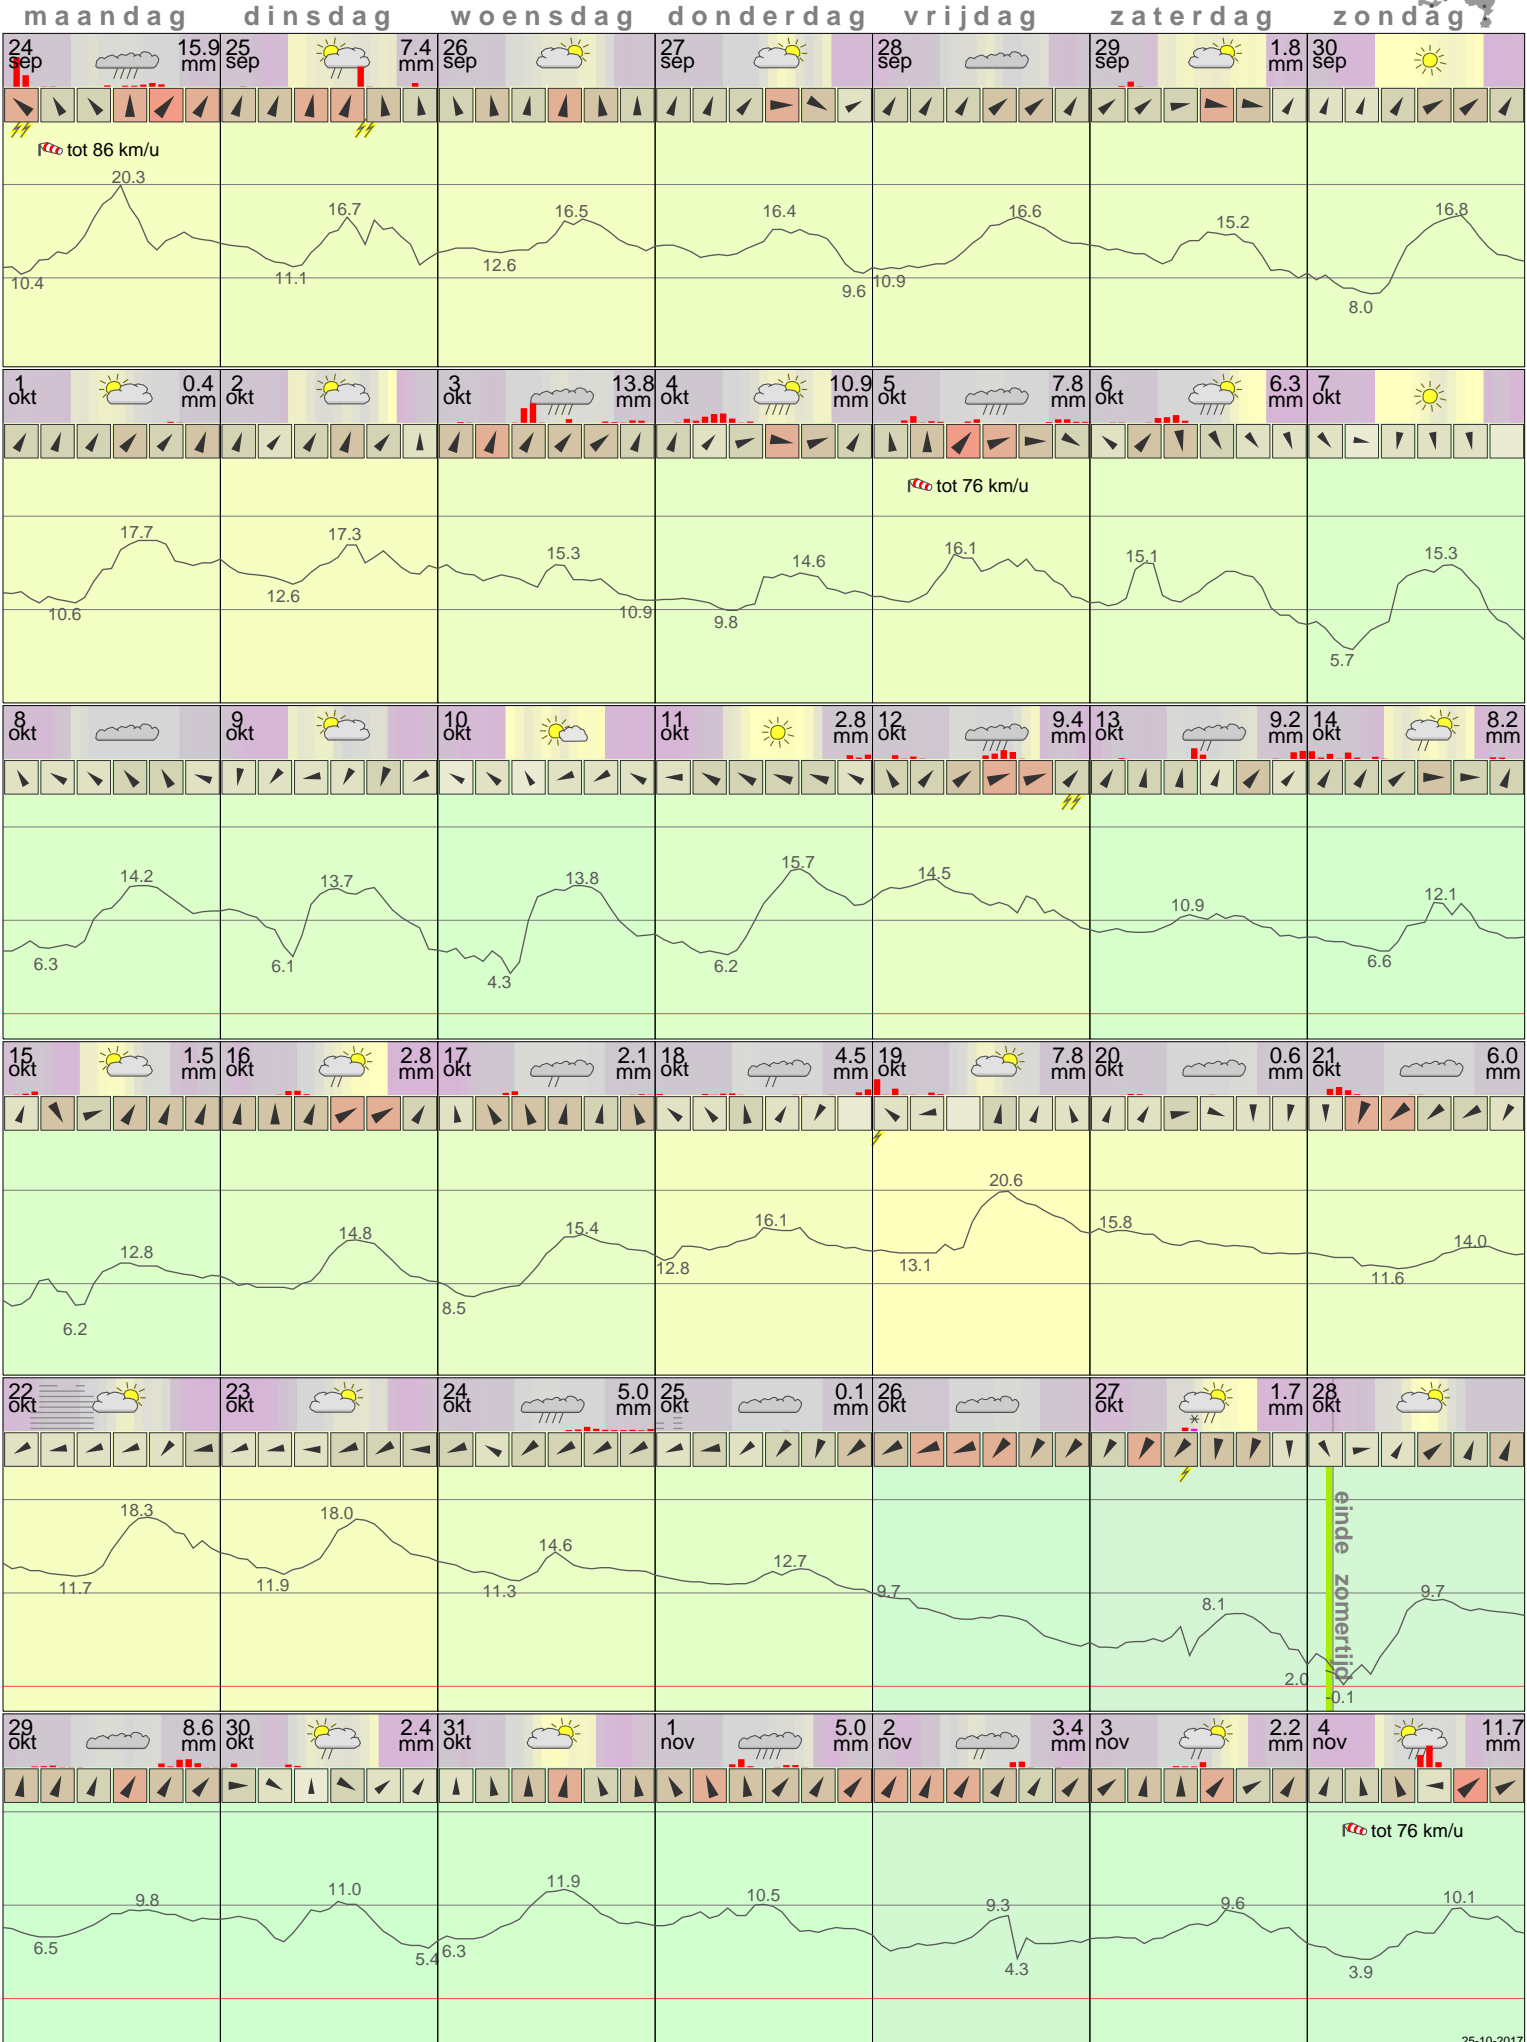 maandag dinsdag woensdag donderdag vrijdag zaterdag zondag
24 sep 15.9 mm
25 sep 7.4 mm
26 sep
27 sep
28 sep
29 sep 1.8 mm
30 sep
tot 86 km/u
20.3
10.4
16.7
11.1
16.5
12.6
16.4
9.6
16.6
10.9
15.2
16.8
8.0
1 okt 0.4 mm
2 okt
3 okt 13.8 mm
4 okt 10.9 mm
5 okt 7.8 mm
6 okt 6.3 mm
7 okt
tot 76 km/u
17.7
10.6
17.3
12.6
15.3
10.9
14.6
9.8
16.1
15.1
15.3
5.7
8 okt
9 okt
10 okt
11 okt 2.8 mm
12 okt 9.4 mm
13 okt 9.2 mm
14 okt 8.2 mm
14.2
6.3
13.7
6.1
13.8
4.3
15.7
6.2
14.5
10.9
12.1
6.6
15 okt 1.5 mm
16 okt 2.8 mm
17 okt 2.1 mm
18 okt 4.5 mm
19 okt 7.8 mm
20 okt 0.6 mm
21 okt 6.0 mm
12.8
6.2
14.8
15.4
8.5
16.1
12.8
20.6
13.1
15.8
14.0
11.6
22 okt
23 okt
24 okt 5.0 mm
25 okt 0.1 mm
26 okt
27 okt 1.7 mm
28 okt
18.3
11.7
18.0
11.9
14.6
11.3
12.7
9.7
8.1
2.0
einde zomertijd
9.7
-0.1
29 okt 8.6 mm
30 okt 2.4 mm
31 okt
1 nov 5.0 mm
2 nov 3.4 mm
3 nov 2.2 mm
4 nov 11.7 mm
tot 76 km/u
9.8
6.5
11.0
5.4
11.9
6.3
10.5
9.3
4.3
9.6
10.1
3.9
25-10-2017